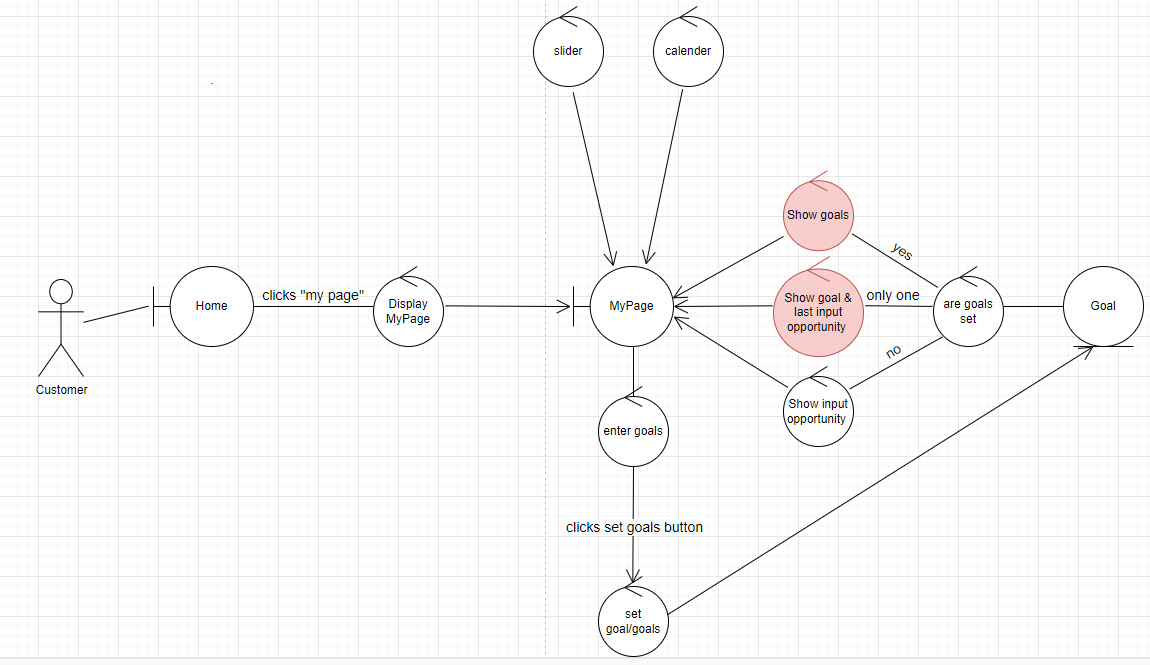 slider
calender
Show goals
yes
Customer
Home
clicks "my page"
Display
MyPage
MyPage
Show goal &
last input
opportunity
only one
are goals
set
Goal
no
Show input
opportunity
enter goals
clicks set goals button
set
goal/goals